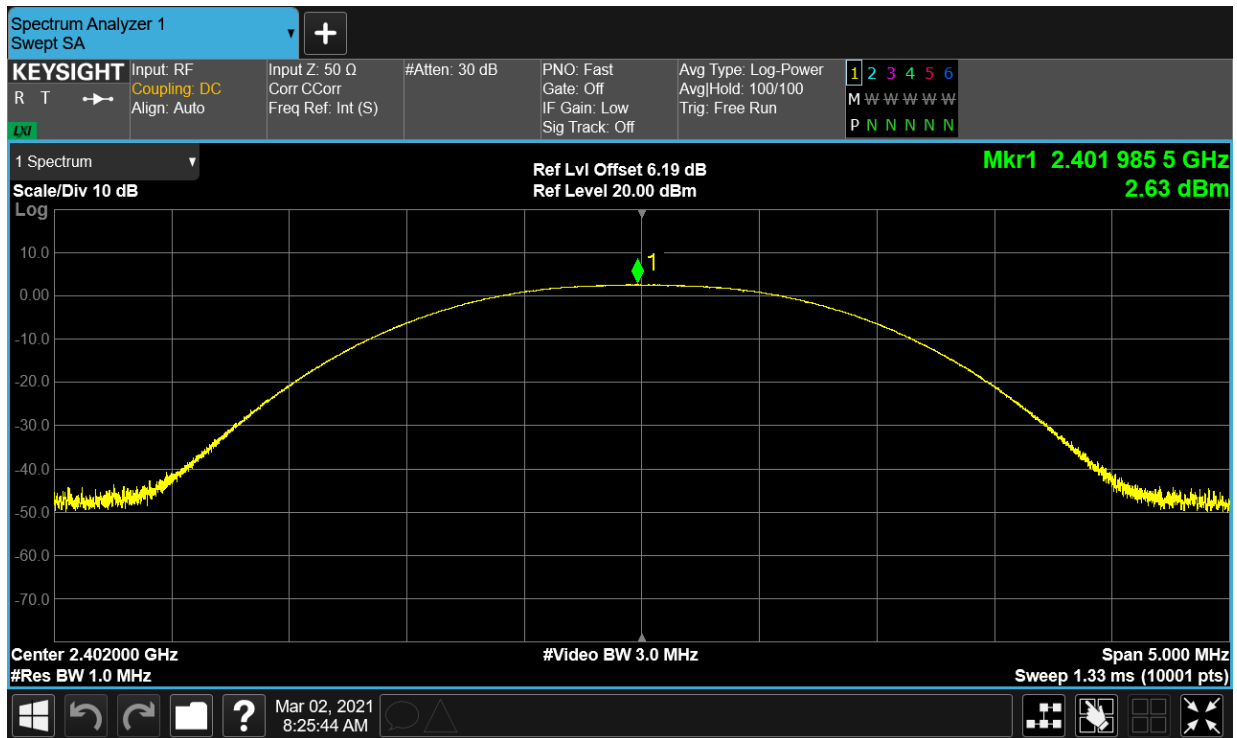 Spectrum Analyzer 1
Swept SA
+
KEYSIGHT
R T
LXI
Input: RF
Coupling: DC
Align: Auto
Input Z: 50 Ω
Corr CCorr
Freq Ref: Int (S)
#Atten: 30 dB
PNO: Fast
Gate: Off
IF Gain: Low
Sig Track: Off
Avg Type: Log-Power
Avg|Hold: 100/100
Trig: Free Run
1 2 3 4 5 6
M W W W W W
P N N N N N
1 Spectrum
Scale/Div 10 dB
Log
Ref Lvl Offset 6.19 dB
Ref Level 20.00 dBm
Mkr1 2.401 985 5 GHz
2.63 dBm
1
10.0
0.00
-10.0
-20.0
-30.0
-40.0
-50.0
-60.0
-70.0
Center 2.402000 GHz
#Res BW 1.0 MHz
#Video BW 3.0 MHz
Span 5.000 MHz
Sweep 1.33 ms (10001 pts)
?
Mar 02, 2021
8:25:44 AM